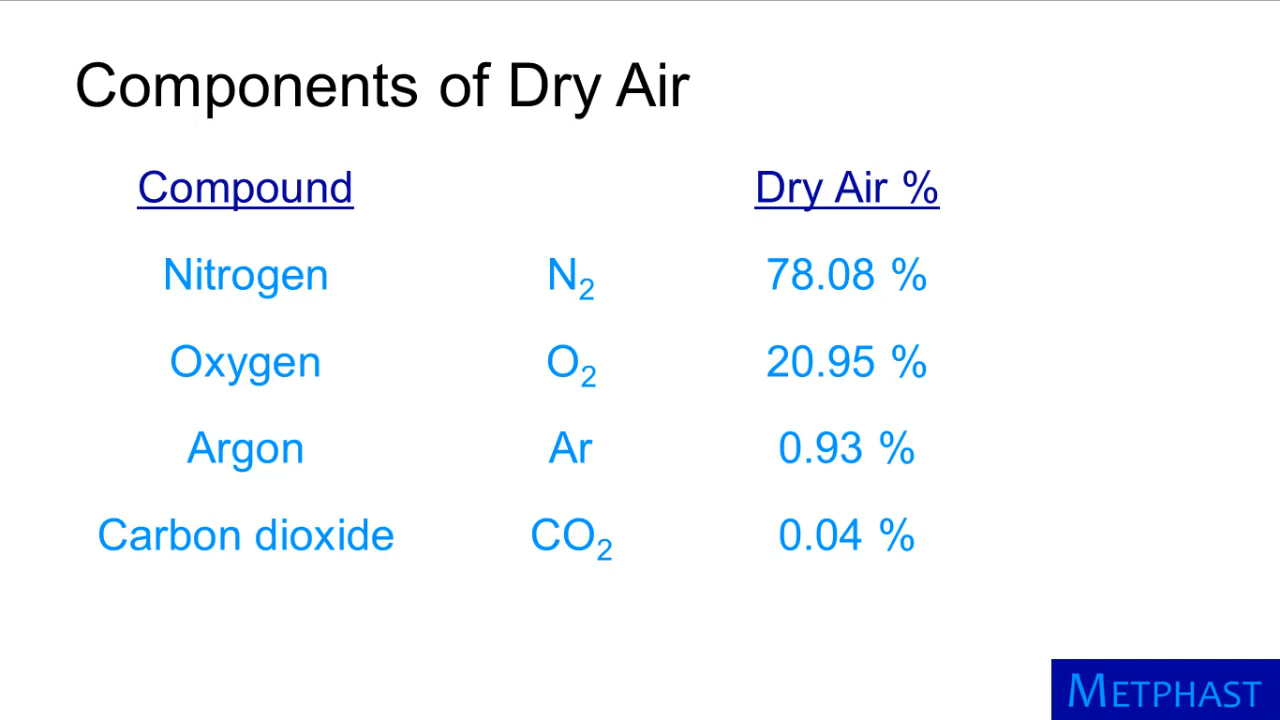 Components of Dry Air
Compound Dry Air %
Nitrogen N₂ 78.08 %
Oxygen O₂ 20.95 %
Argon Ar 0.93 %
Carbon dioxide CO₂ 0.04 %
METPHAST